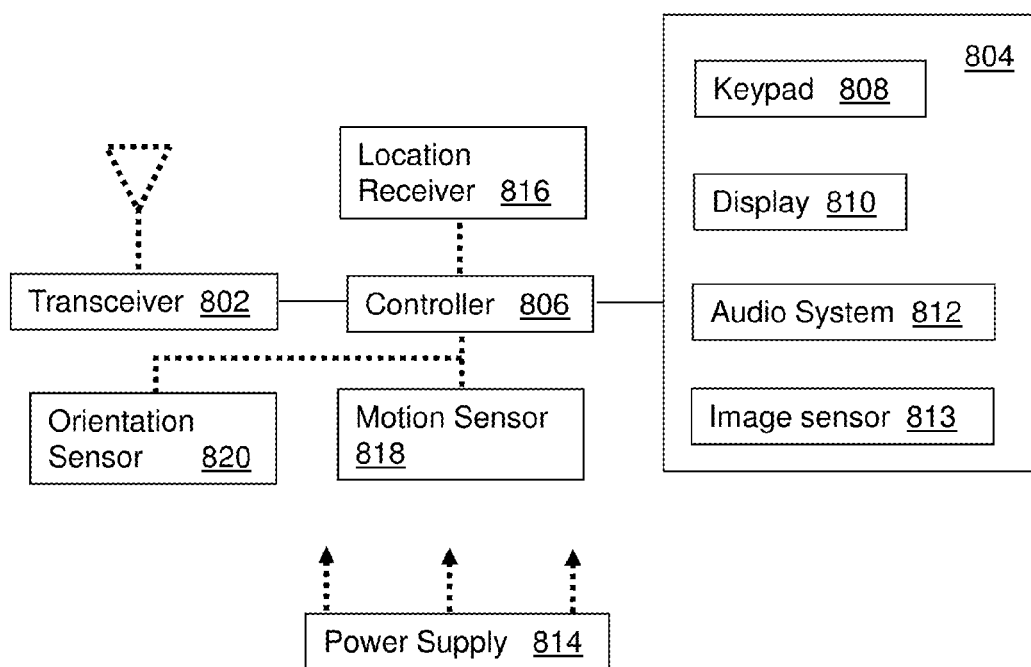 804
Keypad 808
Location
Receiver 816
Display 810
Transceiver 802
Controller 806
Audio System 812
Orientation
Sensor 820
Motion Sensor
818
Image sensor 813
Power Supply 814